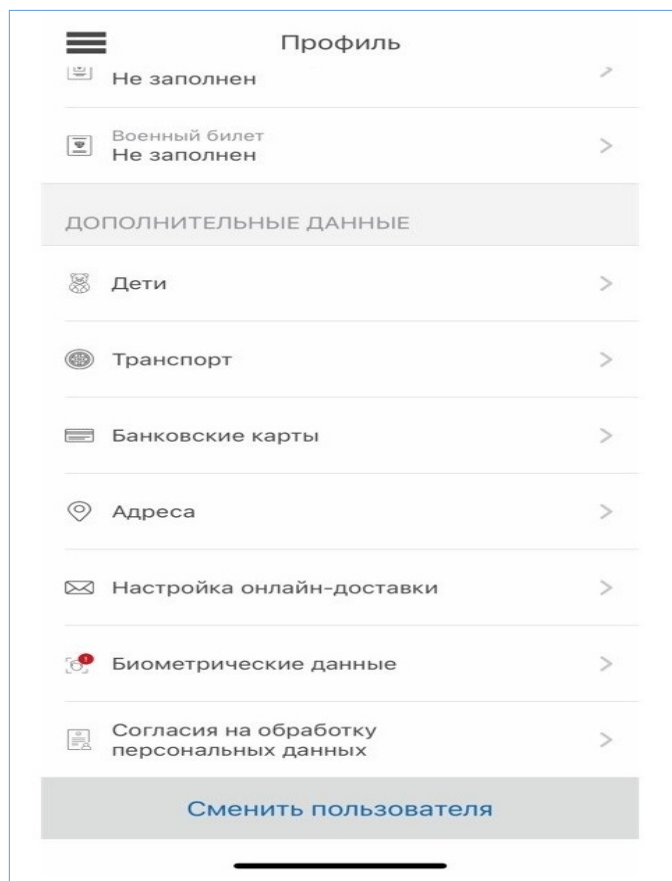 Профиль
Не заполнен
Военный билет
Не заполнен
ДОПОЛНИТЕЛЬНЫЕ ДАННЫЕ
Дети
Транспорт
Банковские карты
Адреса
Настройка онлайн-доставки
Биометрические данные
Согласия на обработку
персональных данных
Сменить пользователя